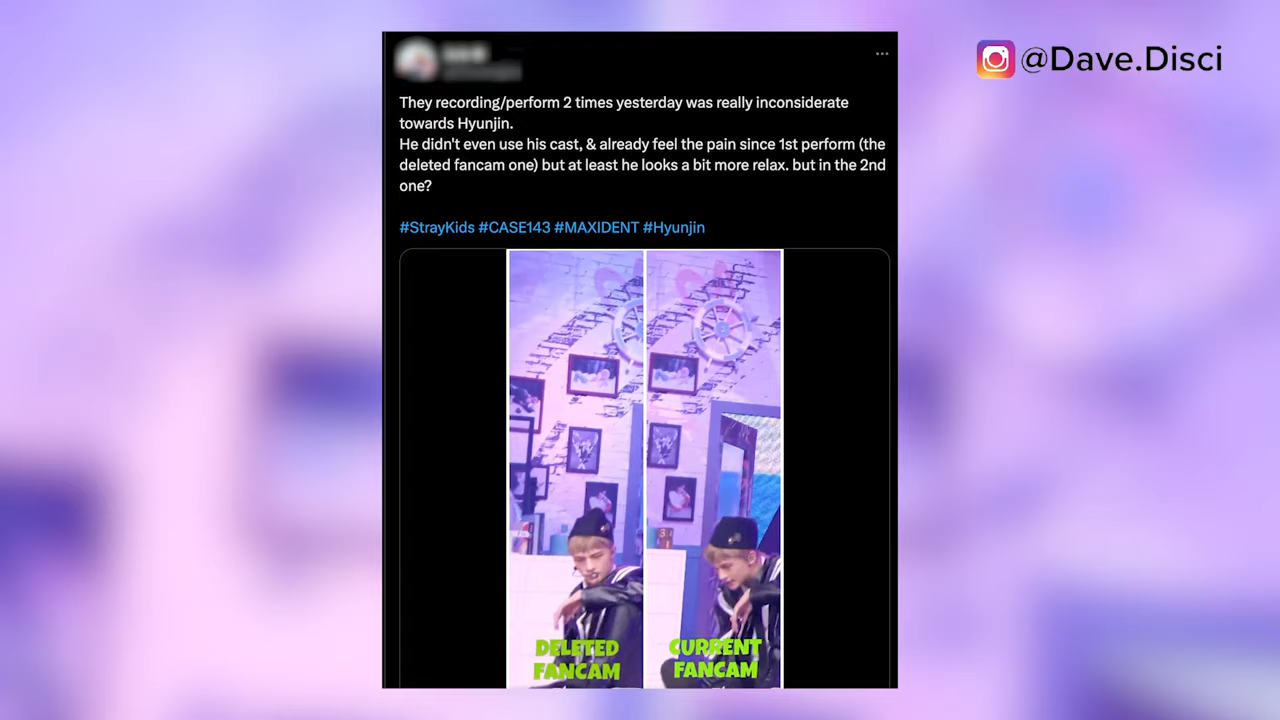 @Dave.Disci
They recording/perform 2 times yesterday was really inconsiderate
towards Hyunjin.
He didn't even use his cast, & already feel the pain since 1st perform (the
deleted fancam one) but at least he looks a bit more relax. but in the 2nd
one?
#StrayKids #CASE143 #MAXIDENT #Hyunjin
DELETED
FANCAM
CURRENT
FANCAM